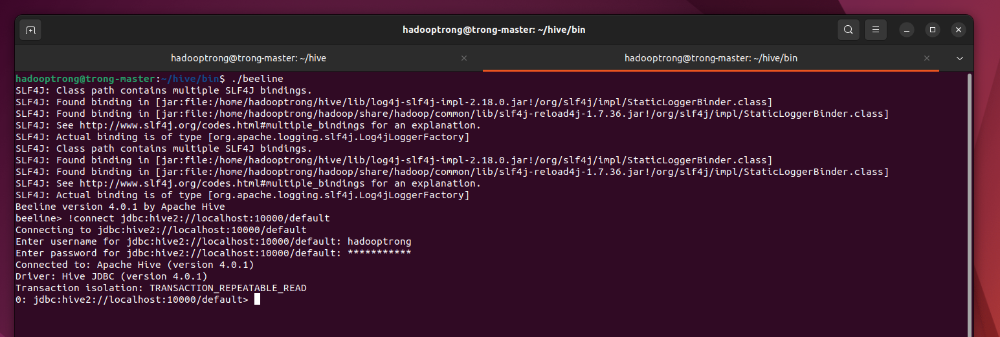 hadooptrong@trong-master: ~/hive/bin
hadooptrong@trong-master: ~/hive
hadooptrong@trong-master: ~/hive/bin
hadooptrong@trong-master:~/hive/bin$ ./beeline
SLF4J: Class path contains multiple SLF4J bindings.
SLF4J: Found binding in [jar:file:/home/hadooptrong/hive/lib/log4j-slf4j-impl-2.18.0.jar!/org/slf4j/impl/StaticLoggerBinder.class]
SLF4J: Found binding in [jar:file:/home/hadooptrong/hadoop/share/hadoop/common/lib/slf4j-reload4j-1.7.36.jar!/org/slf4j/impl/StaticLoggerBinder.class]
SLF4J: See http://www.slf4j.org/codes.html#multiple_bindings for an explanation.
SLF4J: Actual binding is of type [org.apache.logging.slf4j.Log4jLoggerFactory]
SLF4J: Class path contains multiple SLF4J bindings.
SLF4J: Found binding in [jar:file:/home/hadooptrong/hive/lib/log4j-slf4j-impl-2.18.0.jar!/org/slf4j/impl/StaticLoggerBinder.class]
SLF4J: Found binding in [jar:file:/home/hadooptrong/hadoop/share/hadoop/common/lib/slf4j-reload4j-1.7.36.jar!/org/slf4j/impl/StaticLoggerBinder.class]
SLF4J: See http://www.slf4j.org/codes.html#multiple_bindings for an explanation.
SLF4J: Actual binding is of type [org.apache.logging.slf4j.Log4jLoggerFactory]
Beeline version 4.0.1 by Apache Hive
beeline> !connect jdbc:hive2://localhost:10000/default
Connecting to jdbc:hive2://localhost:10000/default
Enter username for jdbc:hive2://localhost:10000/default: hadooptrong
Enter password for jdbc:hive2://localhost:10000/default: ***********
Connected to: Apache Hive (version 4.0.1)
Driver: Hive JDBC (version 4.0.1)
Transaction isolation: TRANSACTION_REPEATABLE_READ
0: jdbc:hive2://localhost:10000/default>